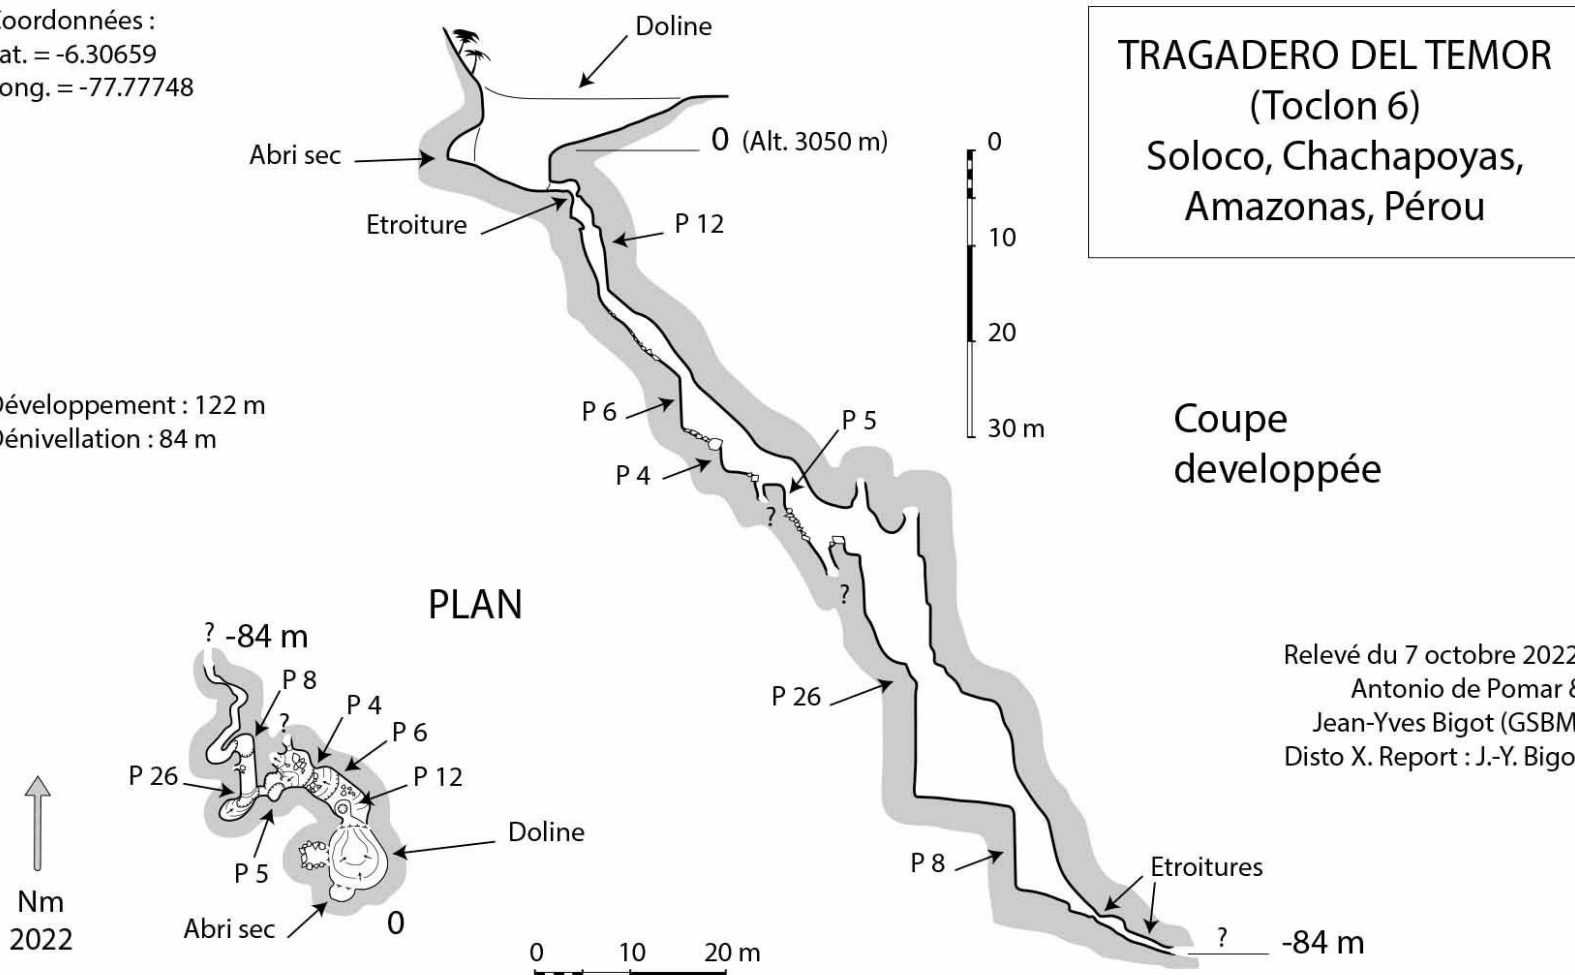 oordonnées :
at. = -6.30659
ong. = -77.77748
Doline
TRAGADERO DEL TEMOR
(Toclon 6)
Soloco, Chachapoyas,
Amazonas, Pérou
0 (Alt. 3050 m)
Abri sec
Etroiture
P 12
0
10
20
30 m
Développement : 122 m
Dénivellation : 84 m
P 6
P 5
P 4
?
?
Coupe
developpée
PLAN
? -84 m
P 8
?
P 4
P 6
P 12
P 26
P 5
Doline
Abri sec
0
Nm
2022
0 10 20 m
P 26
P 8
Etroitures
? -84 m
Relevé du 7 octobre 2022
Antonio de Pomar &
Jean-Yves Bigot (GSBM
Disto X. Report : J.-Y. Bigo